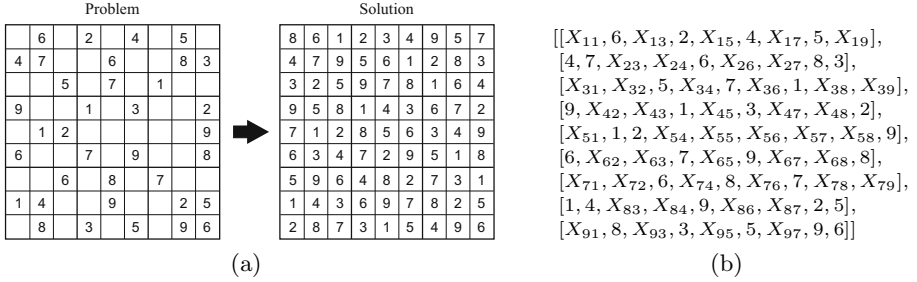 Problem
6 2 4 5
4 7 6 8 3
5 7 1
9 1 3 2
1 2 9
6 7 9 8
6 8 7
1 4 9 2 5
8 3 5 9 6
Solution
8 6 1 2 3 4 9 5 7
4 7 9 5 6 1 2 8 3
3 2 5 9 7 8 1 6 4
9 5 8 1 4 3 6 7 2
7 1 2 8 5 6 3 4 9
6 3 4 7 2 9 5 1 8
5 9 6 4 8 2 7 3 1
1 4 3 6 9 7 8 2 5
2 8 7 3 1 5 4 9 6
(a)
[[X11, 6, X13, 2, X15, 4, X17, 5, X19],
[4, 7, X23, X24, 6, X26, X27, 8, 3],
[X31, X32, 5, X34, 7, X36, 1, X38, X39],
[9, X42, X43, 1, X45, 3, X47, X48, 2],
[X51, 1, 2, X54, X55, X56, X57, X58, 9],
[6, X62, X63, 7, X65, 9, X67, X68, 8],
[X71, X72, 6, X74, 8, X76, 7, X78, X79],
[1, 4, X83, X84, 9, X86, X87, 2, 5],
[X91, 8, X93, 3, X95, 5, X97, 9, 6]]
(b)